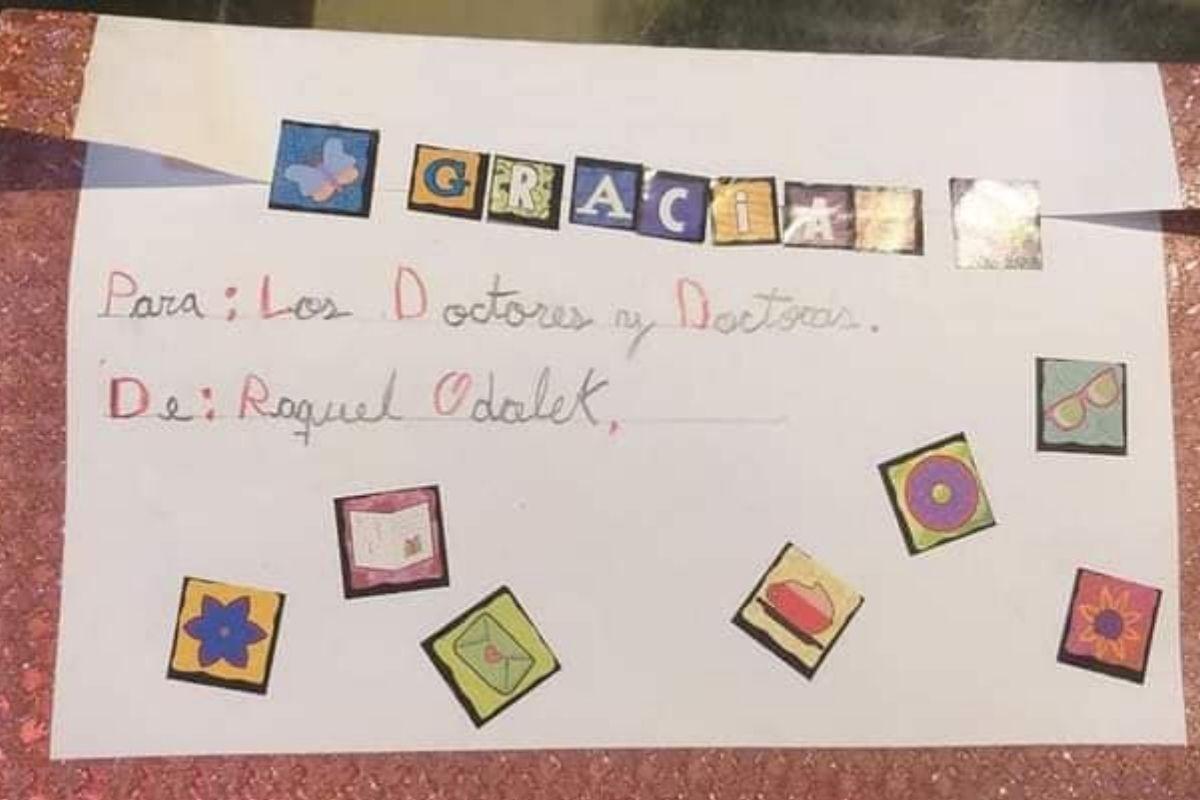 GRACiA
Para: Los Doctores y Doctoras.
De: Raquel Odalek,